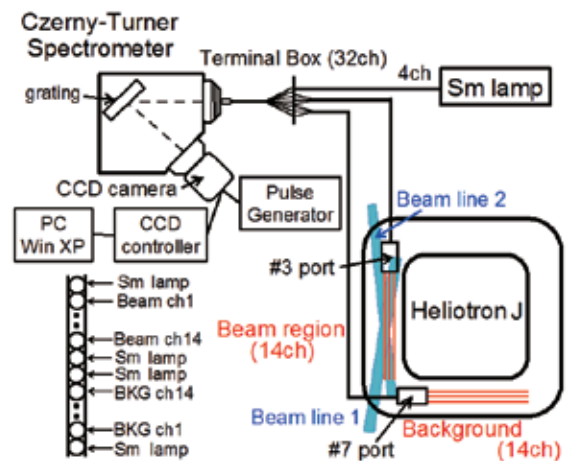 Czerny-Turner
Spectrometer
Terminal Box (32ch)
grating
4ch
Sm lamp
CCD camera
Pulse
Generator
PC
Win XP
CCD
controller
Beam line 2
#3 port
Heliotron J
Beam region
(14ch)
Beam line 1
#7 port
Background
(14ch)
Sm lamp
Beam ch1
Beam ch14
Sm lamp
Sm lamp
BKG ch14
BKG ch1
Sm lamp